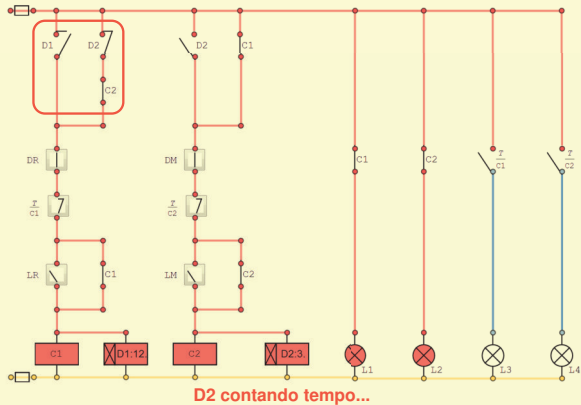 D1 D2 D2 C1
C2
DR DM C1 C2 T C1 T C2
T C1 T C2
LR C1 LM C2
C1 D1:12. C2 D2:3. L1 L2 L3 L4
D2 contando tempo...